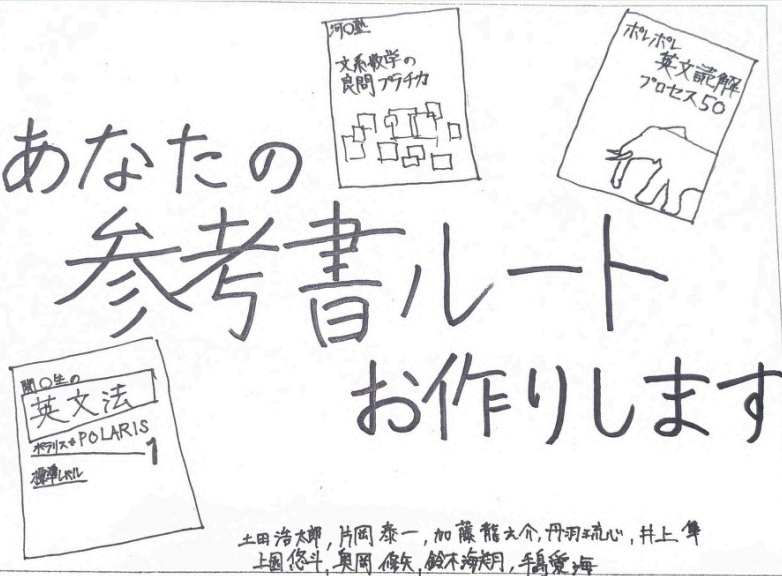 河〇塾
文系数学の
良問プラチカ
ポレポレ
英文読解
プロセス50
あなたの
参考書ルート
お作りします
関〇生の
英文法
ポラリス POLARIS
1
標準レベル
土田 浩太郎, 片岡 泰一, 加藤 龍之介, 丹羽 琉心, 井上 隼
上園 悠斗, 奥岡 脩矢, 鈴木 海翔, 手島 愛海